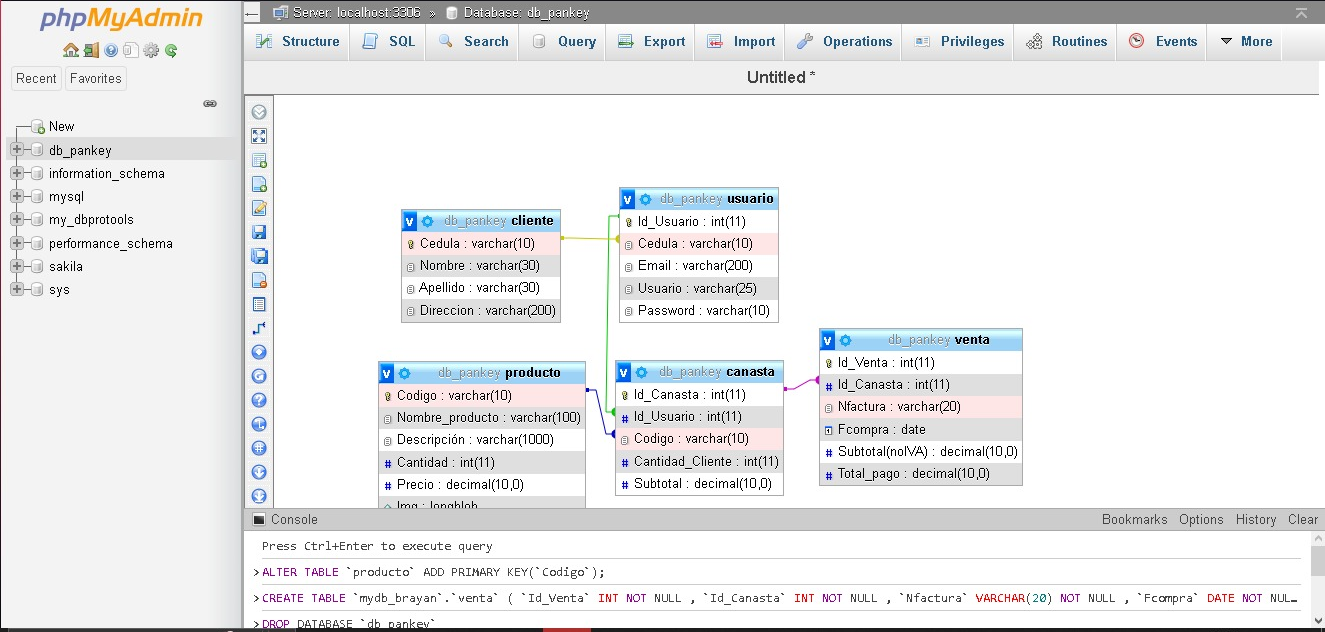 phpMyAdmin
Recent Favorites
New
db_pankey
information_schema
mysql
my_dbprotools
performance_schema
sakila
sys
Server: localhost:3306 » Database: db_pankey
Structure SQL Search Query Export Import Operations Privileges Routines Events More
Untitled *
v db_pankey cliente
Cedula : varchar(10)
Nombre : varchar(30)
Apellido : varchar(30)
Direccion : varchar(200)
v db_pankey usuario
Id_Usuario : int(11)
Cedula : varchar(10)
Email : varchar(200)
Usuario : varchar(25)
Password : varchar(10)
v db_pankey producto
Codigo : varchar(10)
Nombre_producto : varchar(100)
Descripción : varchar(1000)
# Cantidad : int(11)
# Precio : decimal(10,0)
Img : longblob
v db_pankey canasta
Id_Canasta : int(11)
# Id_Usuario : int(11)
Codigo : varchar(10)
# Cantidad_Cliente : int(11)
# Subtotal : decimal(10,0)
v db_pankey venta
Id_Venta : int(11)
# Id_Canasta : int(11)
Nfactura : varchar(20)
Fcompra : date
# Subtotal(noIVA) : decimal(10,0)
# Total_pago : decimal(10,0)
Console Bookmarks Options History Clear
Press Ctrl+Enter to execute query
>ALTER TABLE `producto` ADD PRIMARY KEY(`Codigo`);
>CREATE TABLE `mydb_brayan`.`venta` ( `Id_Venta` INT NOT NULL , `Id_Canasta` INT NOT NULL , `Nfactura` VARCHAR(20) NOT NULL , `Fcompra` DATE NOT NUL…
>DROP DATABASE `db_pankey`